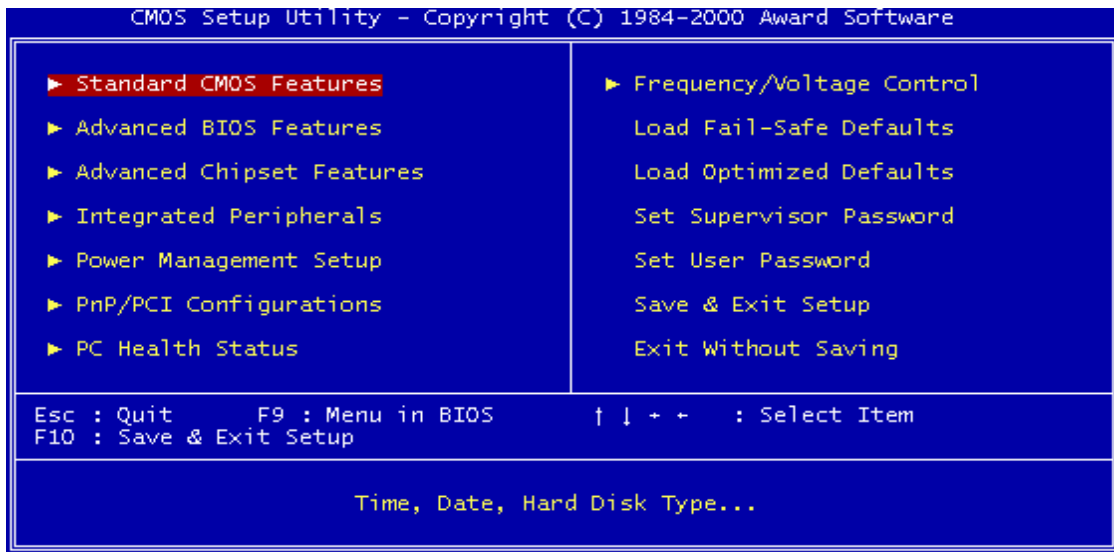 CMOS Setup Utility - Copyright (C) 1984-2000 Award Software
► Standard CMOS Features
► Advanced BIOS Features
► Advanced Chipset Features
► Integrated Peripherals
► Power Management Setup
► PnP/PCI Configurations
► PC Health Status
► Frequency/Voltage Control
Load Fail-Safe Defaults
Load Optimized Defaults
Set Supervisor Password
Set User Password
Save & Exit Setup
Exit Without Saving
Esc : Quit F9 : Menu in BIOS ↑ ↓ → ← : Select Item
F10 : Save & Exit Setup
Time, Date, Hard Disk Type...